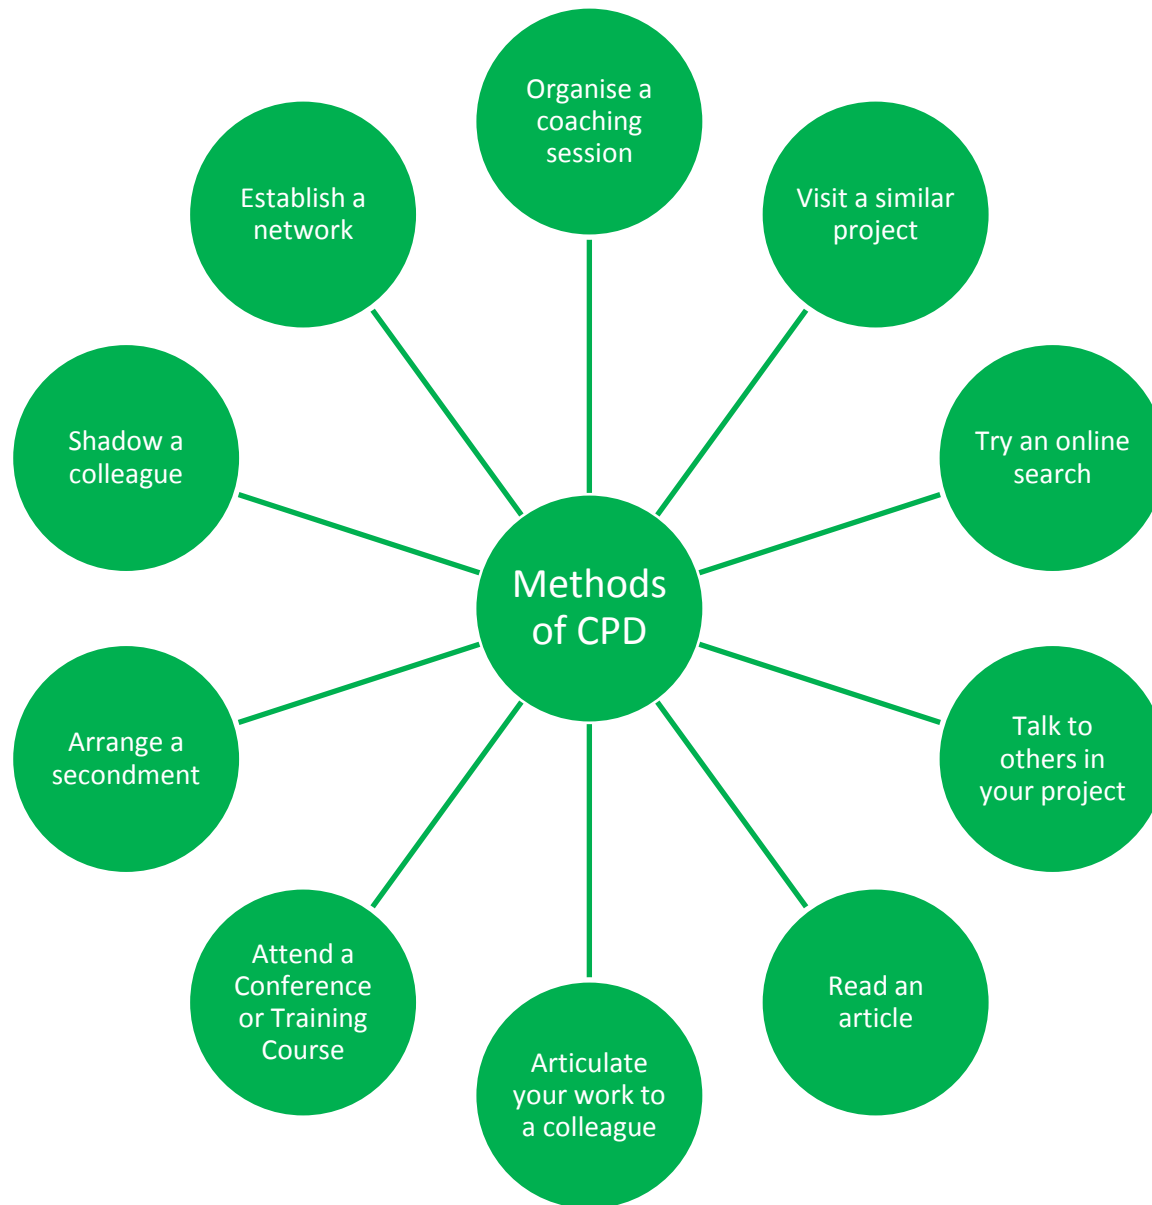 Organise a
coaching
session
Visit a similar
project
Try an online
search
Talk to
others in
your project
Read an
article
Articulate
your work to
a colleague
Attend a
Conference
or Training
Course
Arrange a
secondment
Shadow a
colleague
Establish a
network
Methods
of CPD